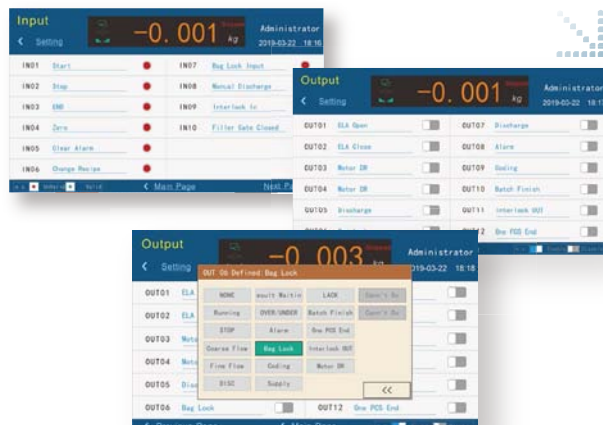 Input
−0.001 kg
Administrator
Setting
2019-03-22 18:16
IN01 Start
IN07 Bag Lock Input
IN02 Stop
IN08 Manual Discharge
IN03 END
IN09 Interlock In
IN04 Zero
IN10 Filler Gate Closed
IN05 Clear Alarm
IN06 Change Recipe
Valid
Main Page
Output
−0.001 kg
Administrator
Setting
2019-03-22
OUT01 ELA Open
OUT07 Discharge
OUT02 ELA Close
OUT08 Alarm
OUT03 Motor DR
OUT09 Coding
OUT04 Motor DR
OUT10 Batch Finish
OUT05 Discharge
OUT11 Interlock OUT
One PCS End
Output
−0.003
Administrator
Setting
18:18
OUT 06 Defined:Bag Lock
OUT01 ELA
NONE
LACK
OUT02 ELA
Running
OVER/UNDER
Batch Finish
STOP
Alarm
One PCS End
OUT03
Coarse Flow
Bag Lock
Interlock OUT
OUT04
Fine Flow
Coding
Motor DR
OUT05
DISC
Supply
<<
OUT06 Bag Lock
OUT12 One PCS End